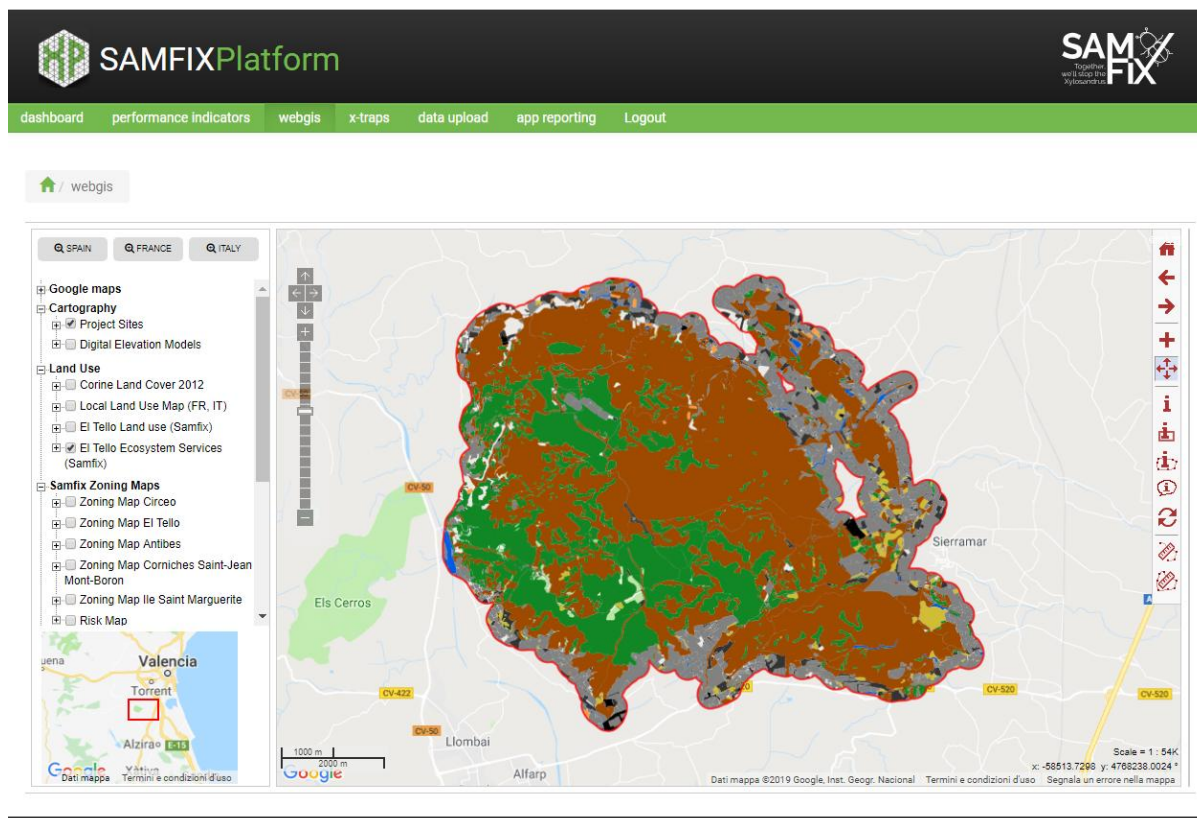 SAMFIXPlatform
SAM
Together,
we'll stop the
Xylosandrus
FIX
dashboard performance indicators webgis x-traps data upload app reporting Logout
/ webgis
SPAIN FRANCE ITALY
Google maps
Cartography
Project Sites
Digital Elevation Models
Land Use
Corine Land Cover 2012
Local Land Use Map (FR, IT)
El Tello Land use (Samfix)
El Tello Ecosystem Services
(Samfix)
Samfix Zoning Maps
Zoning Map Circeo
Zoning Map El Tello
Zoning Map Antibes
Zoning Map Corniches Saint-Jean
Mont-Boron
Zoning Map Ile Saint Marguerite
Risk Map
uena
Valencia
Torrent
Alzira
E-15
Xàtiva
Google
Dati mappa Termini e condizioni d'uso
CV-50
Sierramar
Els Cerros
CV-422
CV-520
CV-520
CV-50
Llombai
Alfarp
1000 m
2000 m
Google
Scale = 1 : 54K
x: -58513.7298 y: 4768238.0024 °
Dati mappa ©2019 Google, Inst. Geogr. Nacional Termini e condizioni d'uso Segnala un errore nella mappa